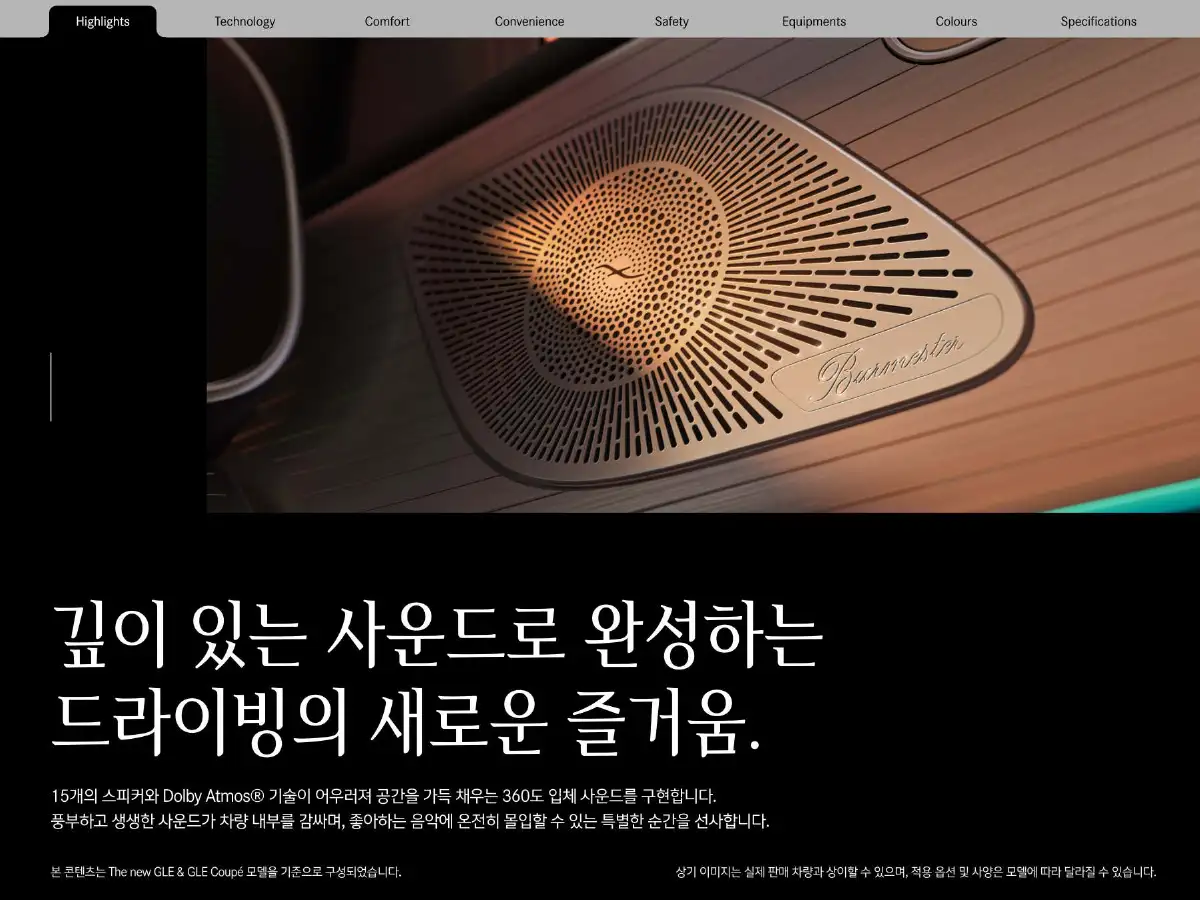 Highlights
Technology
Comfort
Convenience
Safety
Equipments
Colours
Specifications
Burmester
깊이 있는 사운드로 완성하는
드라이빙의 새로운 즐거움.
15개의 스피커와 Dolby Atmos® 기술이 어우러져 공간을 가득 채우는 360도 입체 사운드를 구현합니다.
풍부하고 생생한 사운드가 차량 내부를 감싸며, 좋아하는 음악에 온전히 몰입할 수 있는 특별한 순간을 선사합니다.
본 콘텐츠는 The new GLE & GLE Coupé 모델을 기준으로 구성되었습니다.
상기 이미지는 실제 판매 차량과 상이할 수 있으며, 적용 옵션 및 사양은 모델에 따라 달라질 수 있습니다.